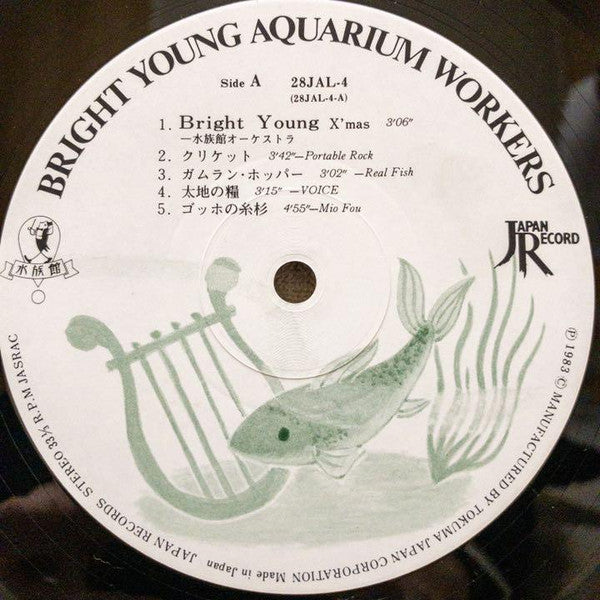 BRIGHT YOUNG AQUARIUM WORKERS
Side A 28JAL-4
(28JAL-4-A)
1. Bright Young X'mas 3'06"
—水族館オーケストラ
2. クリケット 3'42"—Portable Rock
3. ガムラン・ホッパー 3'02" —Real Fish
4. 太地の糧 3'15" —VOICE
5. ゴッホの糸杉 4'55"—Mio Fou
水族館
JAPAN RECORD
STEREO 33⅓ R.P.M JASRAC
℗ 1983 © MANUFACTURED BY TOKUMA JAPAN CORPORATION Made in Japan JAPAN RECORDS